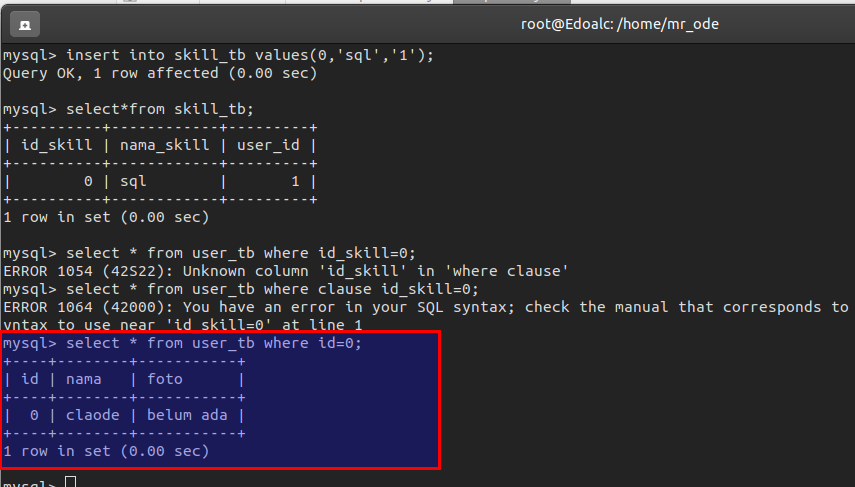 root@Edoalc: /home/mr_ode
mysql> insert into skill_tb values(0,'sql','1');
Query OK, 1 row affected (0.00 sec)
mysql> select*from skill_tb;
+----------+------------+---------+
| id_skill | nama_skill | user_id |
+----------+------------+---------+
|        0 | sql        |       1 |
+----------+------------+---------+
1 row in set (0.00 sec)
mysql> select * from user_tb where id_skill=0;
ERROR 1054 (42S22): Unknown column 'id_skill' in 'where clause'
mysql> select * from user_tb where clause id_skill=0;
ERROR 1064 (42000): You have an error in your SQL syntax; check the manual that corresponds to
yntax to use near 'id_skill=0' at line 1
mysql> select * from user_tb where id=0;
+----+--------+-----------+
| id | nama   | foto      |
+----+--------+-----------+
|  0 | claode | belum ada |
+----+--------+-----------+
1 row in set (0.00 sec)
mysql>